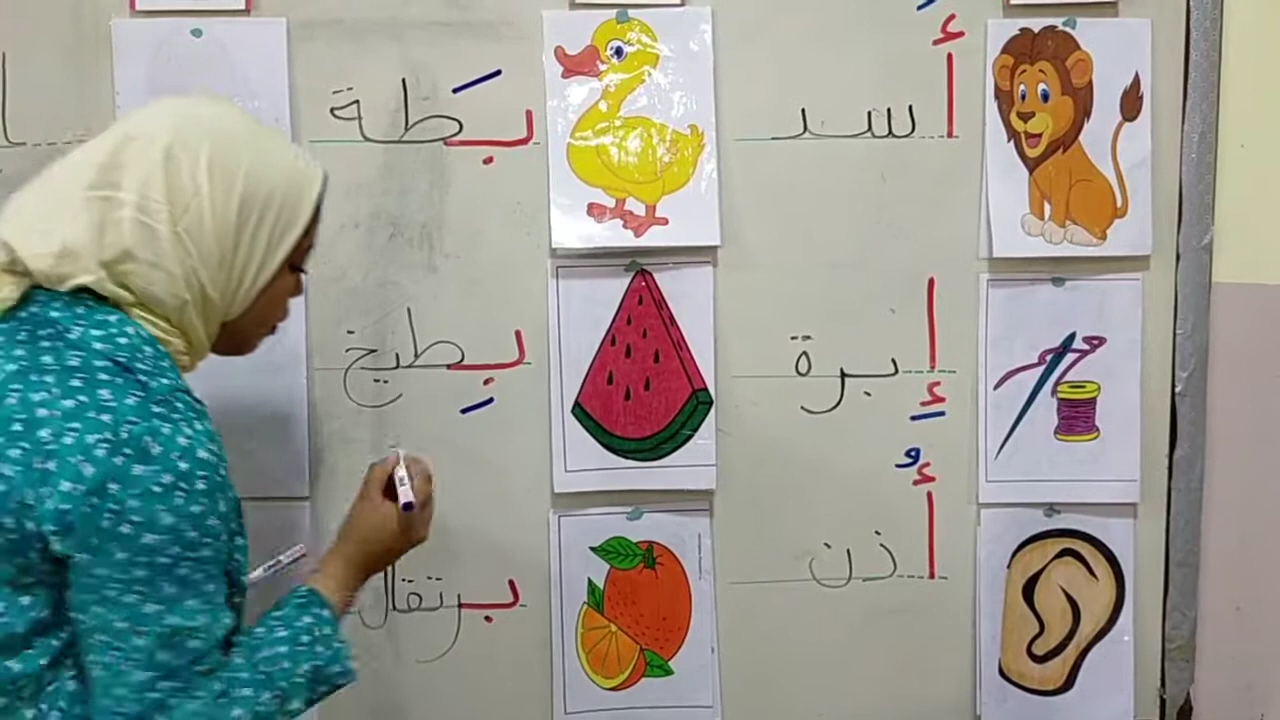 أَسد
إِبرة
أُذن
بَطة
بِطيخ
برتقال